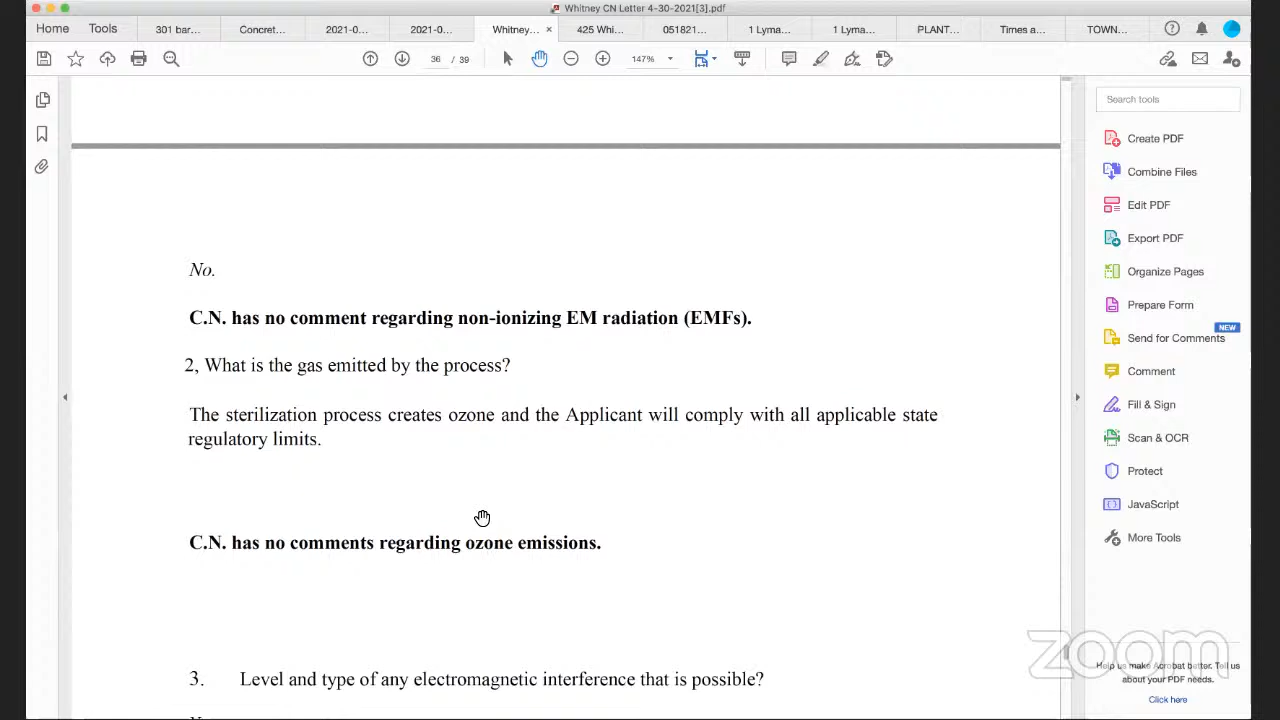 Whitney CN Letter 4-30-2021[3].pdf
Home Tools 301 bar... Concret... 2021-0... 2021-0... Whitney... × 425 Whi... 051821... 1 Lyma... 1 Lyma... PLANT... Times a... TOWN...
36 / 39 147%
Search tools
Create PDF
Combine Files
Edit PDF
Export PDF
Organize Pages
Prepare Form
NEW
Send for Comments
Comment
Fill & Sign
Scan & OCR
Protect
JavaScript
More Tools
Help us make Acrobat better. Tell us
about your PDF needs.
Click here
No.
C.N. has no comment regarding non-ionizing EM radiation (EMFs).
2, What is the gas emitted by the process?
The sterilization process creates ozone and the Applicant will comply with all applicable state
regulatory limits.
C.N. has no comments regarding ozone emissions.
3. Level and type of any electromagnetic interference that is possible?
zoom